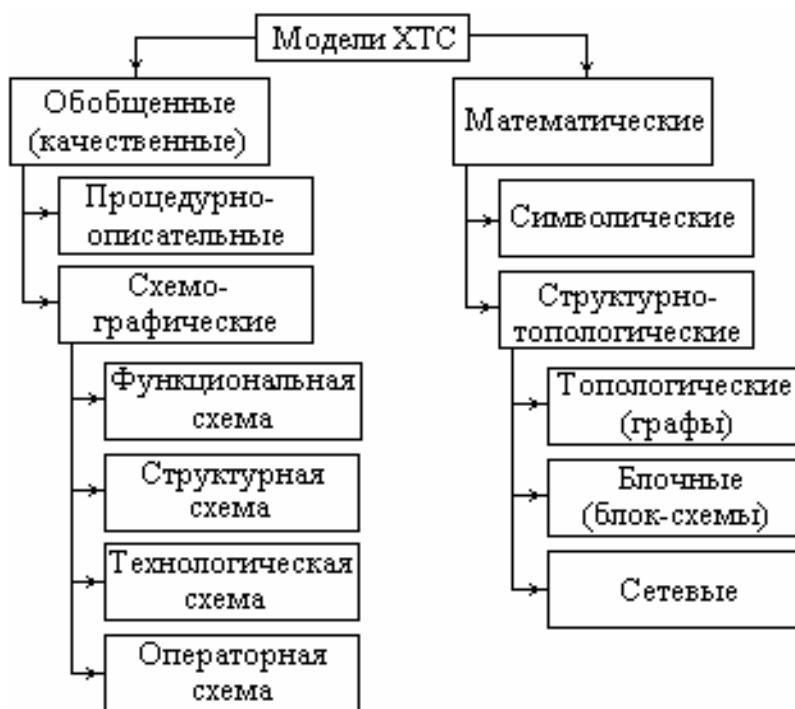 Модели ХТС
Обобщенные
(качественные)
Процедурно-
описательные
Схемо-
графические
Функциональная
схема
Структурная
схема
Технологическая
схема
Операторная
схема
Математические
Символические
Структурно-
топологические
Топологические
(графы)
Блочные
(блок-схемы)
Сетевые